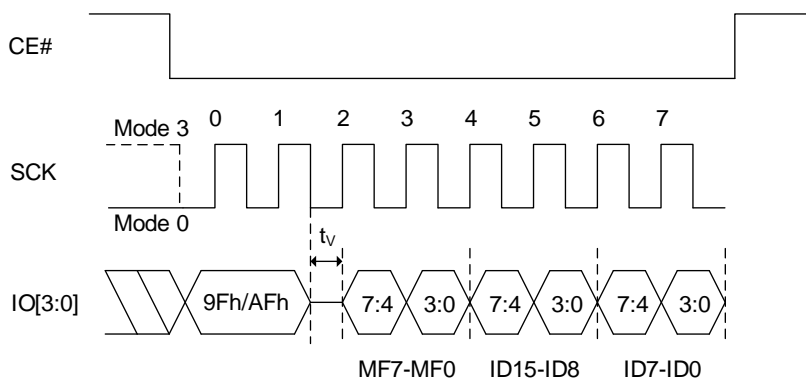 CE#
0 1 2 3 4 5 6 7
Mode 3
SCK
Mode 0
tV
IO[3:0] 9Fh/AFh 7:4 3:0 7:4 3:0 7:4 3:0
MF7-MF0 ID15-ID8 ID7-ID0